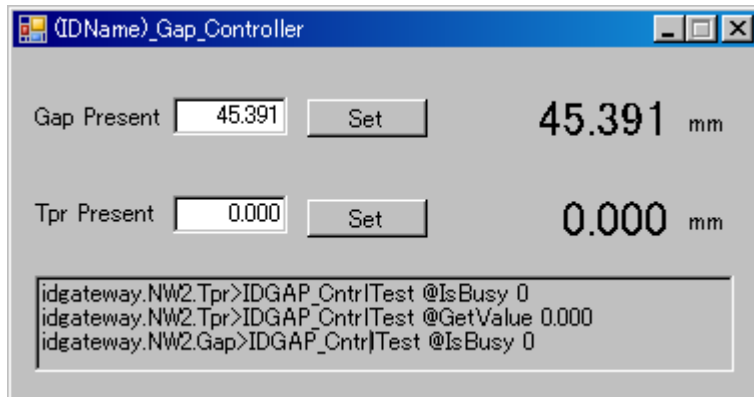 (IDName)_Gap_Controller
Gap Present 45.391 Set 45.391 mm
Tpr Present 0.000 Set 0.000 mm
idgateway.NW2.Tpr>IDGAP_CntrlTest @IsBusy 0
idgateway.NW2.Tpr>IDGAP_CntrlTest @GetValue 0.000
idgateway.NW2.Gap>IDGAP_CntrlTest @IsBusy 0